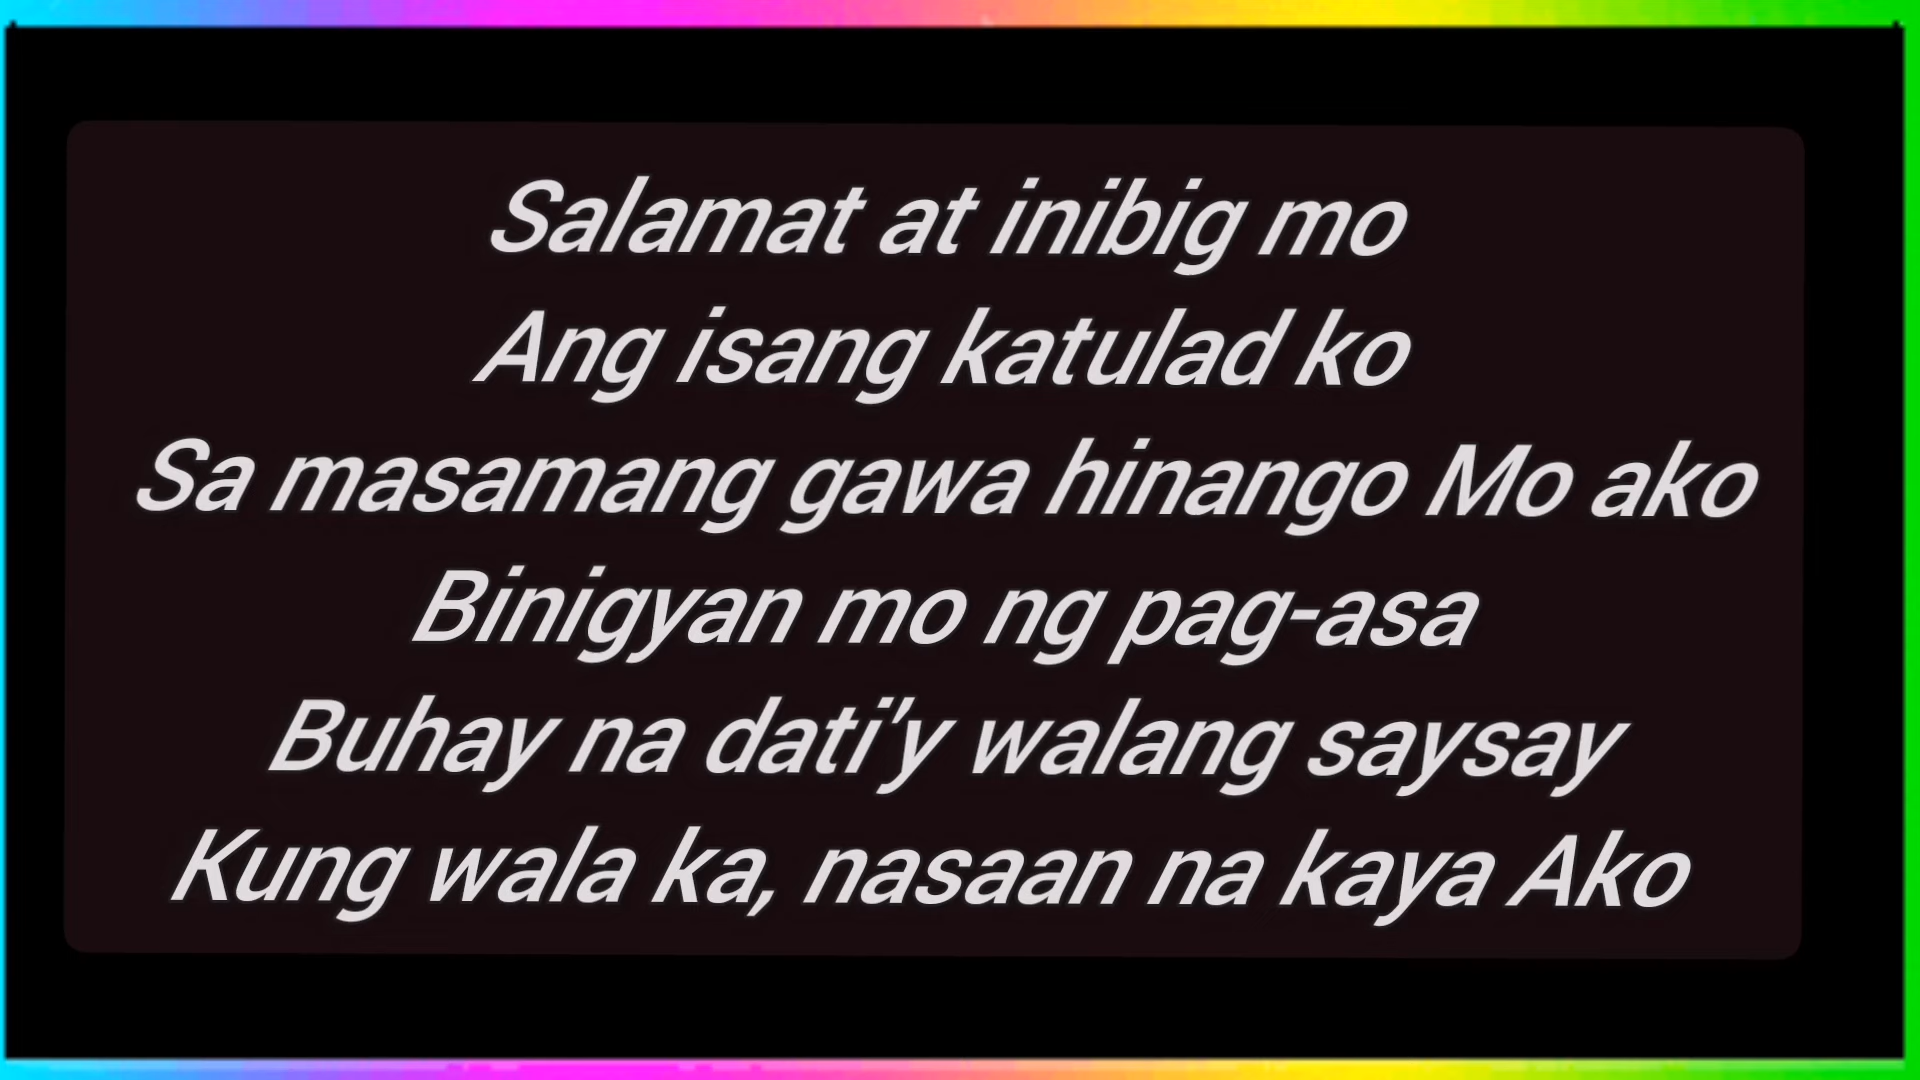 Salamat at inibig mo
Ang isang katulad ko
Sa masamang gawa hinango Mo ako
Binigyan mo ng pag-asa
Buhay na dati'y walang saysay
Kung wala ka, nasaan na kaya Ako